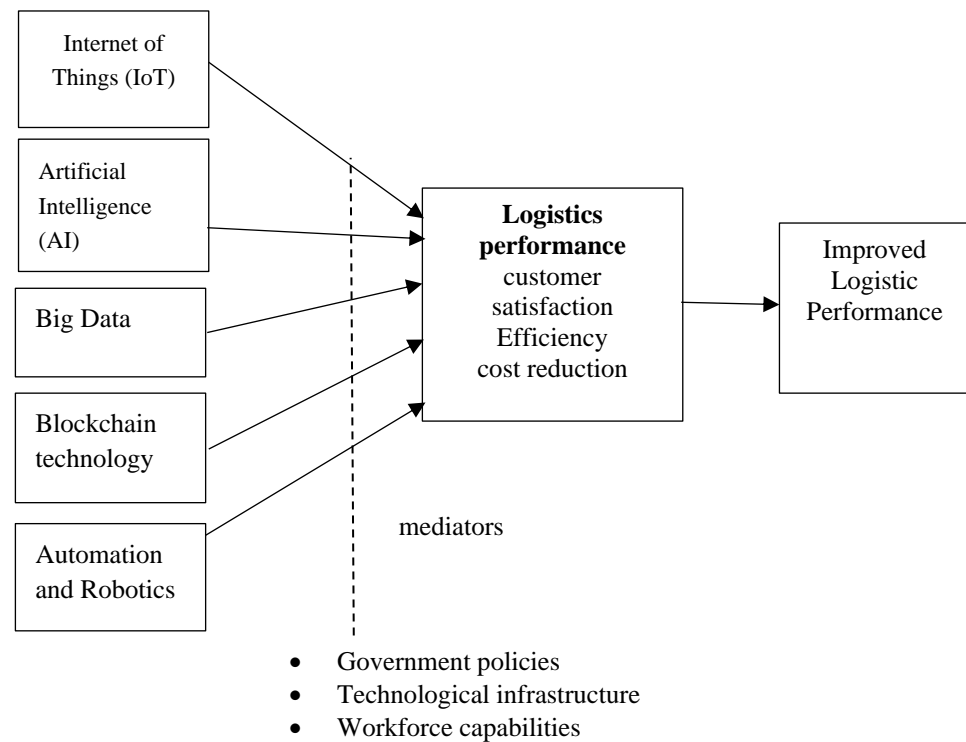 Internet of
Things (IoT)
Artificial
Intelligence
(AI)
Big Data
Blockchain
technology
Automation
and Robotics
Logistics
performance
customer
satisfaction
Efficiency
cost reduction
Improved
Logistic
Performance
mediators
• Government policies
• Technological infrastructure
• Workforce capabilities